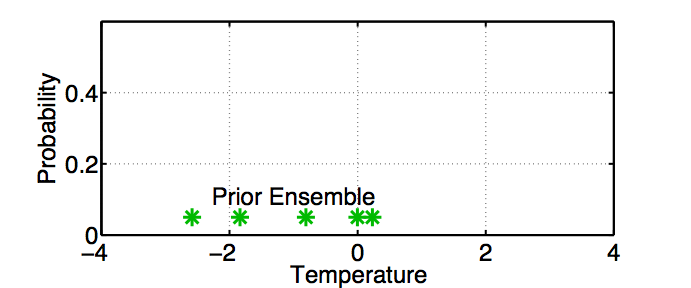 Probability
0.4
0.2
0
Prior Ensemble
−4 −2 0 2 4
Temperature